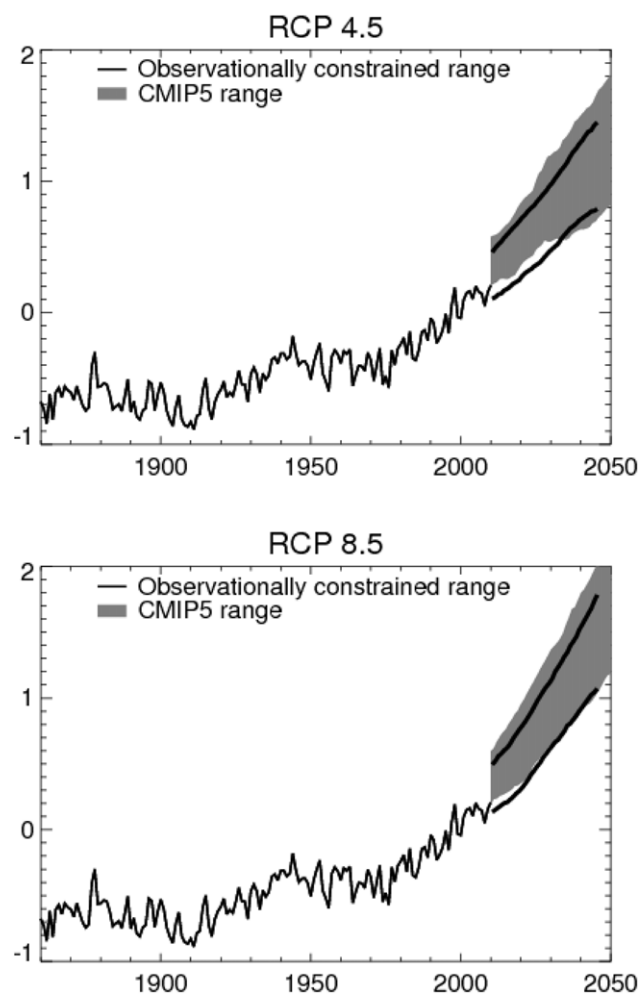 RCP 4.5
2
Observationally constrained range
CMIP5 range
1
0
-1
1900 1950 2000 2050
RCP 8.5
2
Observationally constrained range
CMIP5 range
1
0
-1
1900 1950 2000 2050